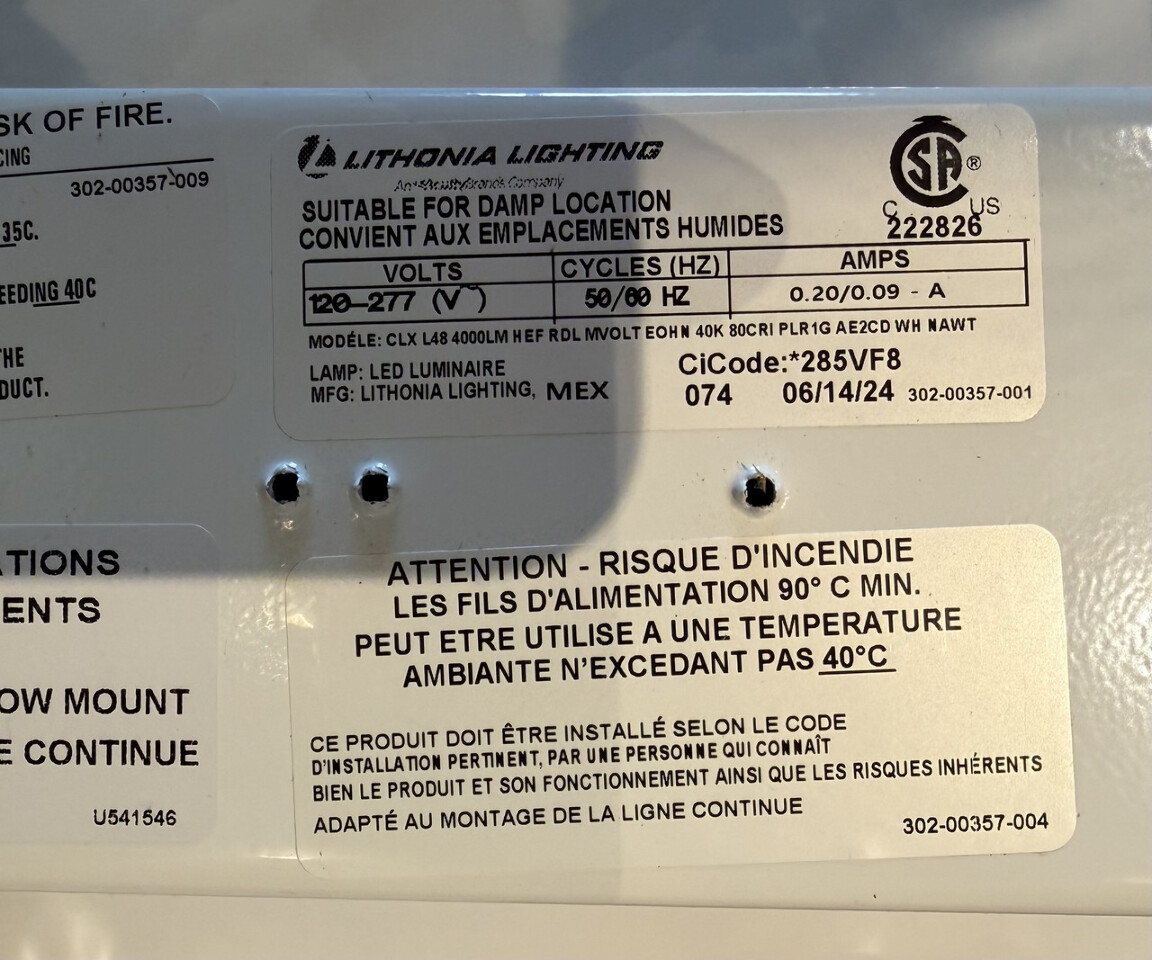 SK OF FIRE.
CING
302-00357-009
35C.
EEDING 40C
THE
DUCT.
LITHONIA LIGHTING
An AcuityBrands Company
SUITABLE FOR DAMP LOCATION
CONVIENT AUX EMPLACEMENTS HUMIDES
CSA®
C US
222826
VOLTS CYCLES (HZ) AMPS
120-277 (V~) 50/60 HZ 0.20/0.09 - A
MODÉLE: CLX L48 4000LM HEF RDL MVOLT EOHN 40K 80CRI PLR1G AE2CD WH NAWT
LAMP: LED LUMINAIRE CiCode:*285VF8
MFG: LITHONIA LIGHTING, MEX 074 06/14/24 302-00357-001
ATIONS
ENTS
OW MOUNT
E CONTINUE
U541546
ATTENTION - RISQUE D'INCENDIE
LES FILS D'ALIMENTATION 90° C MIN.
PEUT ETRE UTILISE A UNE TEMPERATURE
AMBIANTE N'EXCEDANT PAS 40°C
CE PRODUIT DOIT ÊTRE INSTALLÉ SELON LE CODE
D'INSTALLATION PERTINENT, PAR UNE PERSONNE QUI CONNAÎT
BIEN LE PRODUIT ET SON FONCTIONNEMENT AINSI QUE LES RISQUES INHÉRENTS
ADAPTÉ AU MONTAGE DE LA LIGNE CONTINUE
302-00357-004